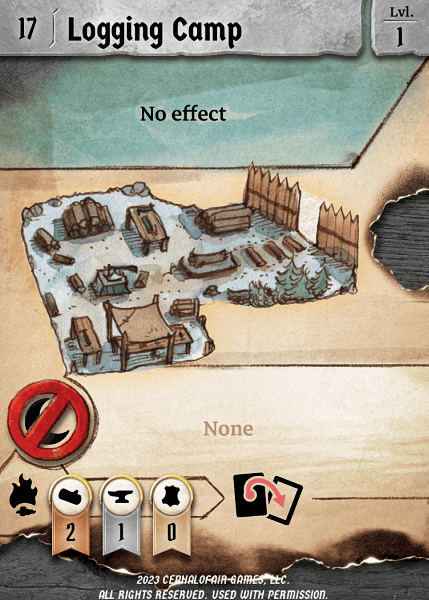 17 Logging Camp
Lvl.
1
No effect
None
2 1 0
2023 CEPHALOFAIR GAMES, LLC.
ALL RIGHTS RESERVED. USED WITH PERMISSION.